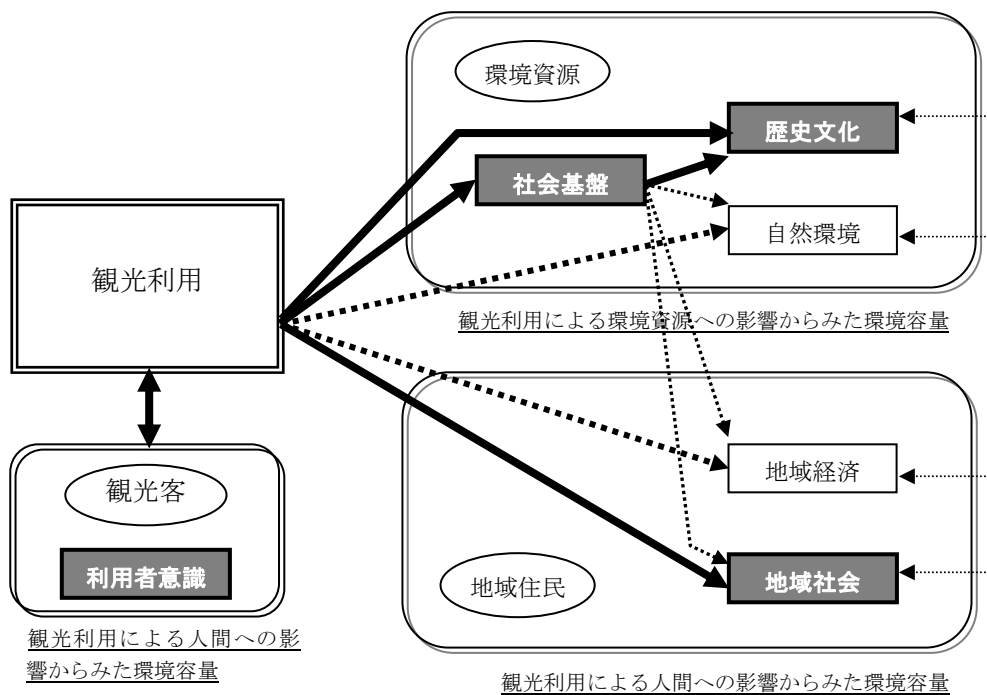 環境資源
歴史文化
社会基盤
自然環境
観光利用による環境資源への影響からみた環境容量
観光利用
観光客
利用者意識
観光利用による人間への影
響からみた環境容量
地域経済
地域社会
地域住民
観光利用による人間への影響からみた環境容量